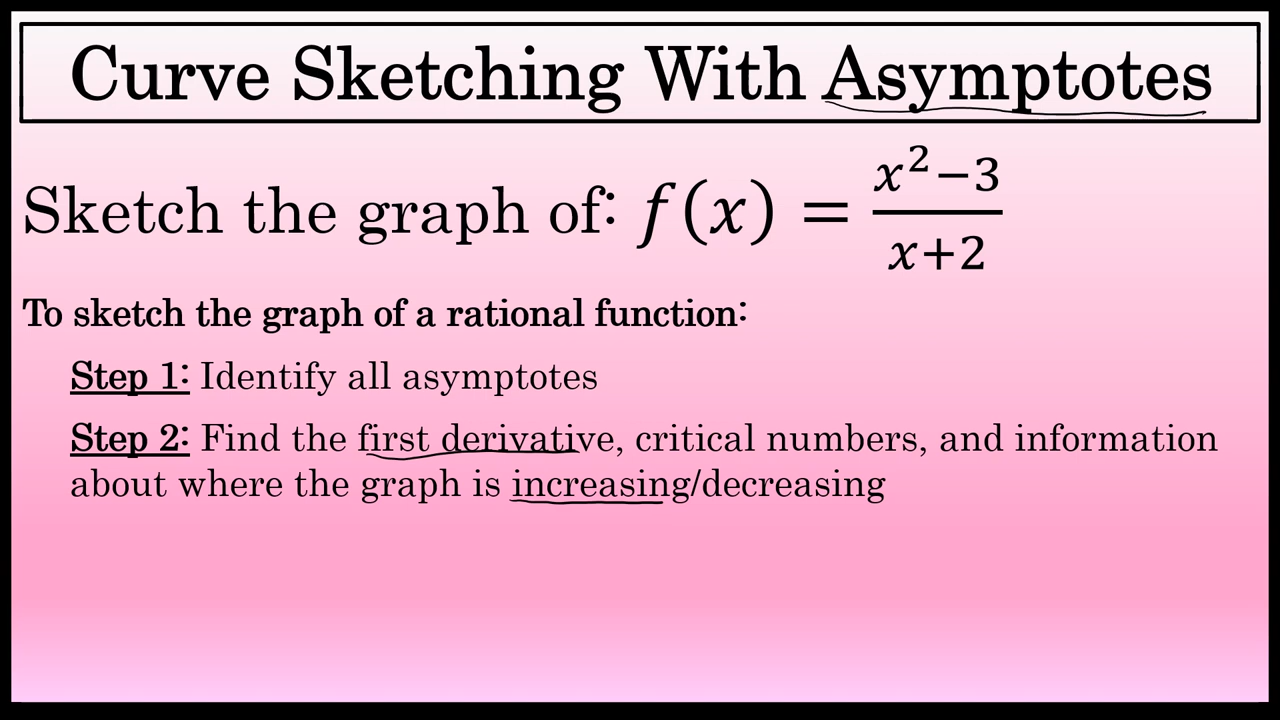 Curve Sketching With Asymptotes
Sketch the graph of: f(x) = (x²−3)/(x+2)
To sketch the graph of a rational function:
Step 1: Identify all asymptotes
Step 2: Find the first derivative, critical numbers, and information
about where the graph is increasing/decreasing